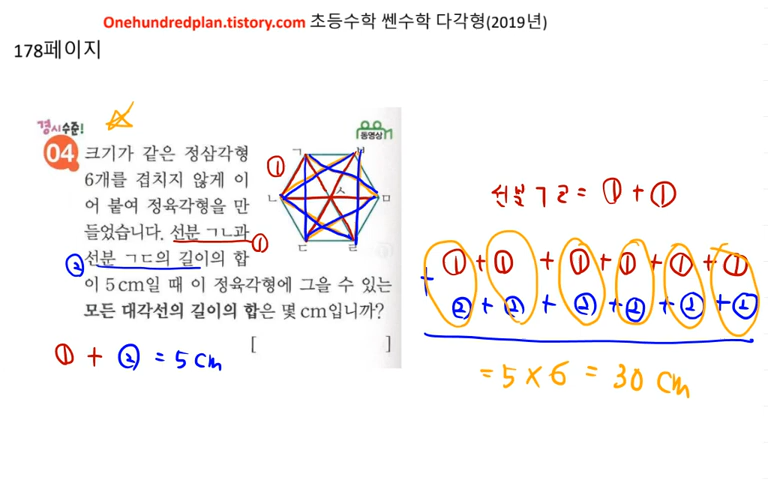 Onehundredplan.tistory.com 초등수학 쎈수학 다각형(2019년)
178페이지
경시수준!
동영상
04 크기가 같은 정삼각형
6개를 겹치지 않게 이
어 붙여 정육각형을 만
들었습니다. 선분 ㄱㄴ과 ①
② 선분 ㄱㄷ의 길이의 합
이 5 cm일 때 이 정육각형에 그을 수 있는
모든 대각선의 길이의 합은 몇 cm입니까?
[ ]
① ㄱ ㅂ
ㄴ ㅅ ㅁ
ㄷ ㄹ
① + ② = 5 cm
선분 ㄱㄹ = ① + ①
① + ① + ① + ① + ① + ①
+ ② + ② + ② + ② + ② + ②
= 5 × 6 = 30 cm